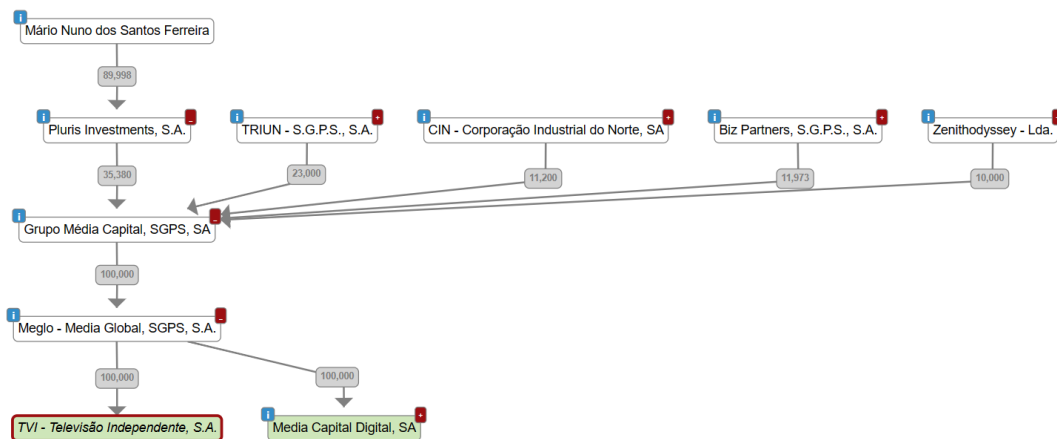 Mário Nuno dos Santos Ferreira
89,998
Pluris Investments, S.A.
TRIUN - S.G.P.S., S.A.
CIN - Corporação Industrial do Norte, SA
Biz Partners, S.G.P.S., S.A.
Zenithodyssey - Lda.
35,380
23,000
11,200
11,973
10,000
Grupo Média Capital, SGPS, SA
100,000
Meglo - Media Global, SGPS, S.A.
100,000
100,000
TVI - Televisão Independente, S.A.
Media Capital Digital, SA